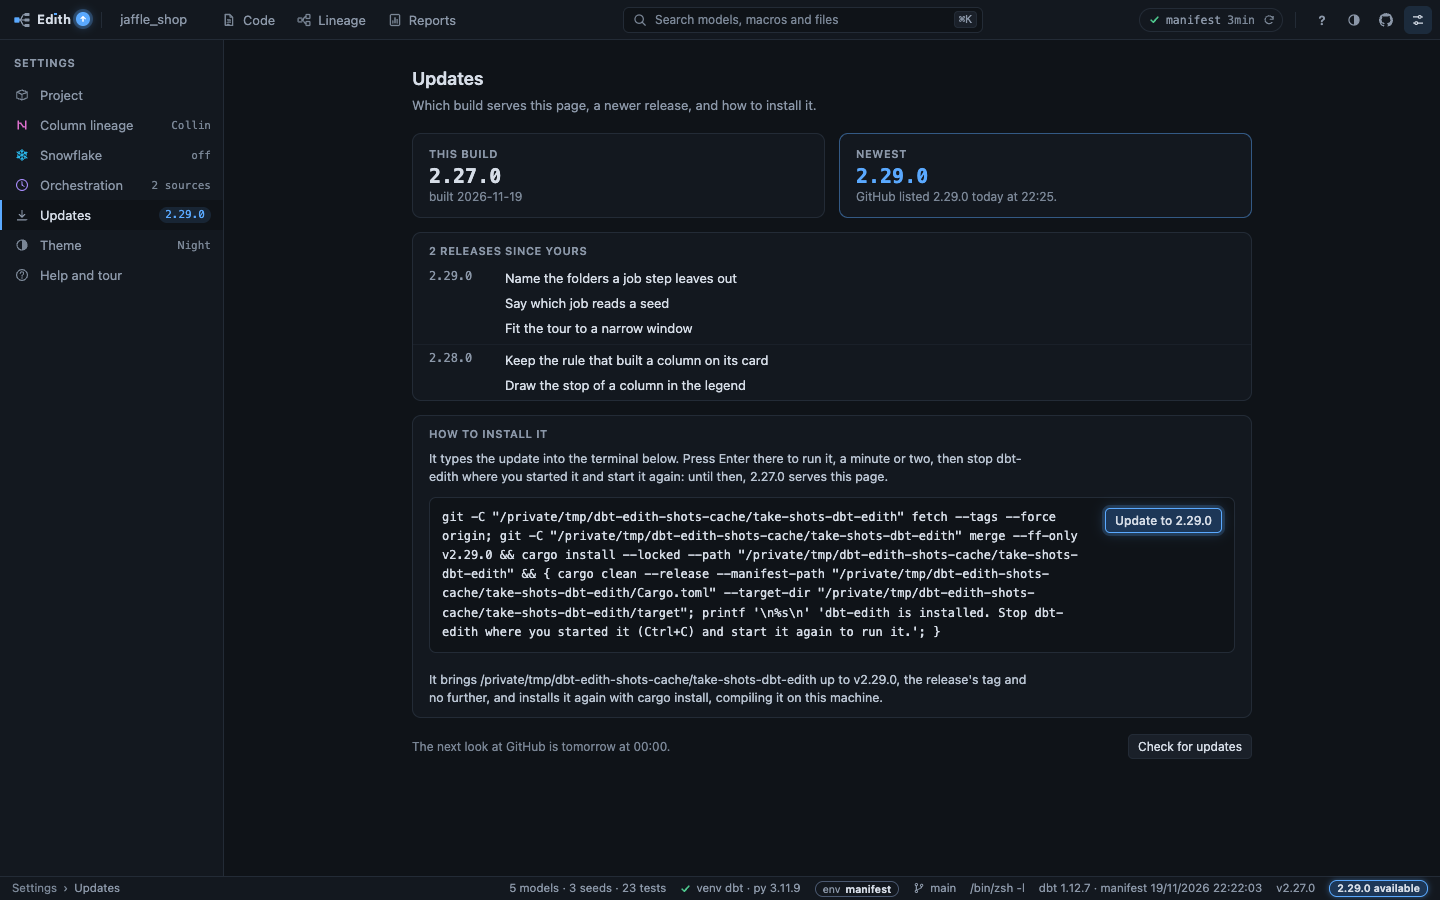 Edith
jaffle_shop
Code
Lineage
Reports
Search models, macros and files
⌘K
manifest 3min
?
SETTINGS
Project
Column lineage Collin
Snowflake off
Orchestration 2 sources
Updates 2.29.0
Theme Night
Help and tour
Updates
Which build serves this page, a newer release, and how to install it.
THIS BUILD
2.27.0
built 2026-11-19
NEWEST
2.29.0
GitHub listed 2.29.0 today at 22:25.
2 RELEASES SINCE YOURS
2.29.0 Name the folders a job step leaves out
Say which job reads a seed
Fit the tour to a narrow window
2.28.0 Keep the rule that built a column on its card
Draw the stop of a column in the legend
HOW TO INSTALL IT
It types the update into the terminal below. Press Enter there to run it, a minute or two, then stop dbt-
edith where you started it and start it again: until then, 2.27.0 serves this page.
git -C "/private/tmp/dbt-edith-shots-cache/take-shots-dbt-edith" fetch --tags --force
origin; git -C "/private/tmp/dbt-edith-shots-cache/take-shots-dbt-edith" merge --ff-only
v2.29.0 && cargo install --locked --path "/private/tmp/dbt-edith-shots-cache/take-shots-
dbt-edith" && { cargo clean --release --manifest-path "/private/tmp/dbt-edith-shots-
cache/take-shots-dbt-edith/Cargo.toml" --target-dir "/private/tmp/dbt-edith-shots-
cache/take-shots-dbt-edith/target"; printf '\n%s\n' 'dbt-edith is installed. Stop dbt-
edith where you started it (Ctrl+C) and start it again to run it.'; }
Update to 2.29.0
It brings /private/tmp/dbt-edith-shots-cache/take-shots-dbt-edith up to v2.29.0, the release's tag and
no further, and installs it again with cargo install, compiling it on this machine.
The next look at GitHub is tomorrow at 00:00.
Check for updates
Settings › Updates
5 models · 3 seeds · 23 tests
venv dbt · py 3.11.9
env manifest
main
/bin/zsh -l
dbt 1.12.7 · manifest 19/11/2026 22:22:03
v2.27.0
2.29.0 available